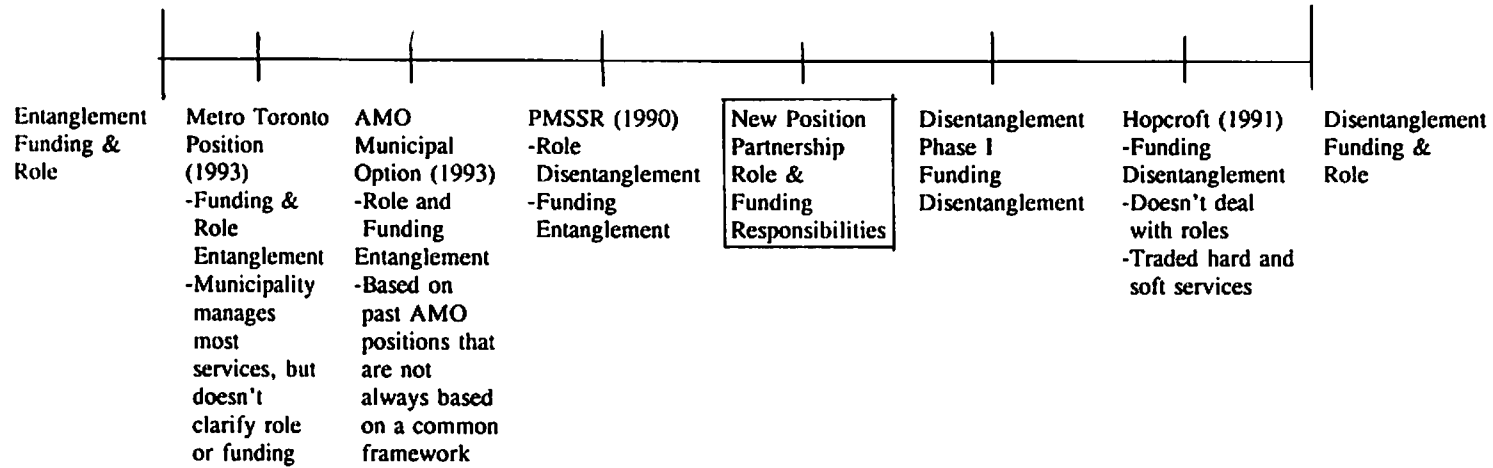 Entanglement
Funding &
Role
Metro Toronto
Position
(1993)
-Funding &
Role
Entanglement
-Municipality
manages
most
services, but
doesn't
clarify role
or funding
AMO
Municipal
Option (1993)
-Role and
Funding
Entanglement
-Based on
past AMO
positions that
are not
always based
on a common
framework
PMSSR (1990)
-Role
Disentanglement
-Funding
Entanglement
New Position
Partnership
Role &
Funding
Responsibilities
Disentanglement
Phase I
Funding
Disentanglement
Hopcroft (1991)
-Funding
Disentanglement
-Doesn't deal
with roles
-Traded hard and
soft services
Disentanglement
Funding &
Role